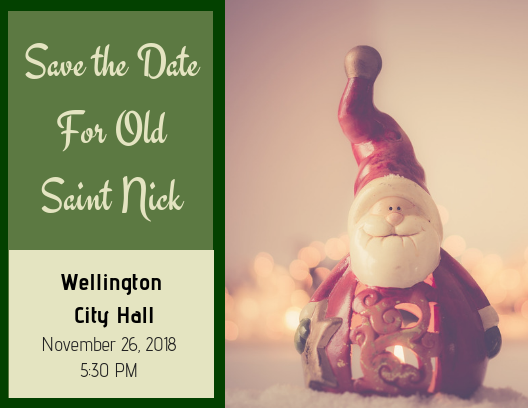 Save the Date
For Old
Saint Nick
Wellington
City Hall
November 26, 2018
5:30 PM